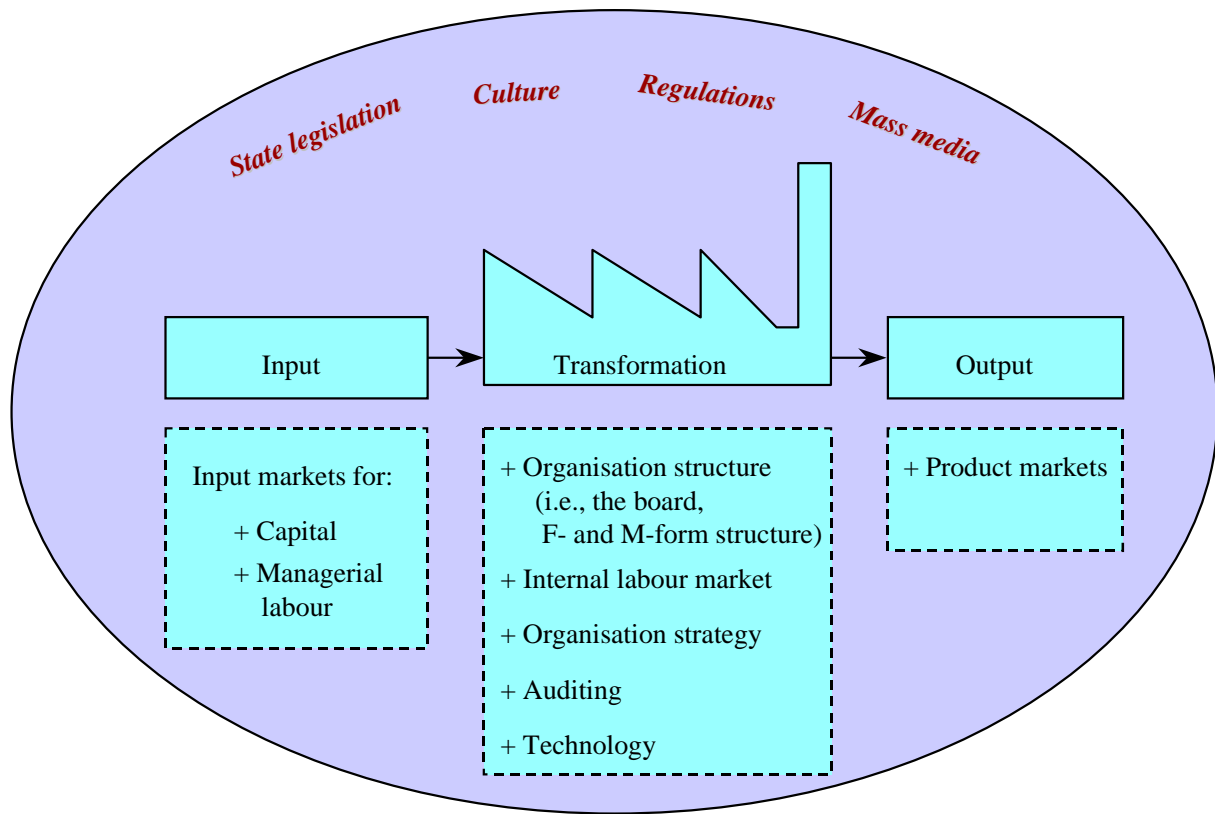 State legislation
Culture
Regulations
Mass media
Input
Transformation
Output
Input markets for:
+ Capital
+ Managerial
labour
+ Organisation structure
(i.e., the board,
F- and M-form structure)
+ Internal labour market
+ Organisation strategy
+ Auditing
+ Technology
+ Product markets